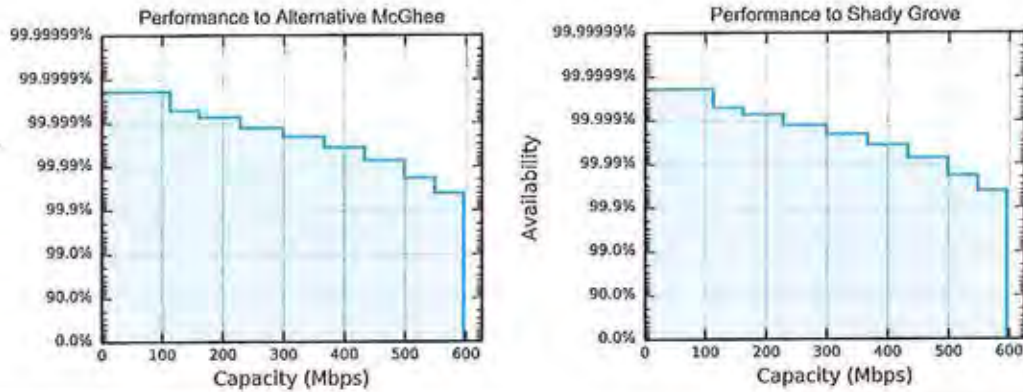 Performance to Alternative McGhee
99.99999%
99.9999%
99.999%
99.99%
99.9%
99.0%
90.0%
0.0%
0 100 200 300 400 500 600
Capacity (Mbps)
Performance to Shady Grove
Availability
99.99999%
99.9999%
99.999%
99.99%
99.9%
99.0%
90.0%
0.0%
0 100 200 300 400 500 600
Capacity (Mbps)